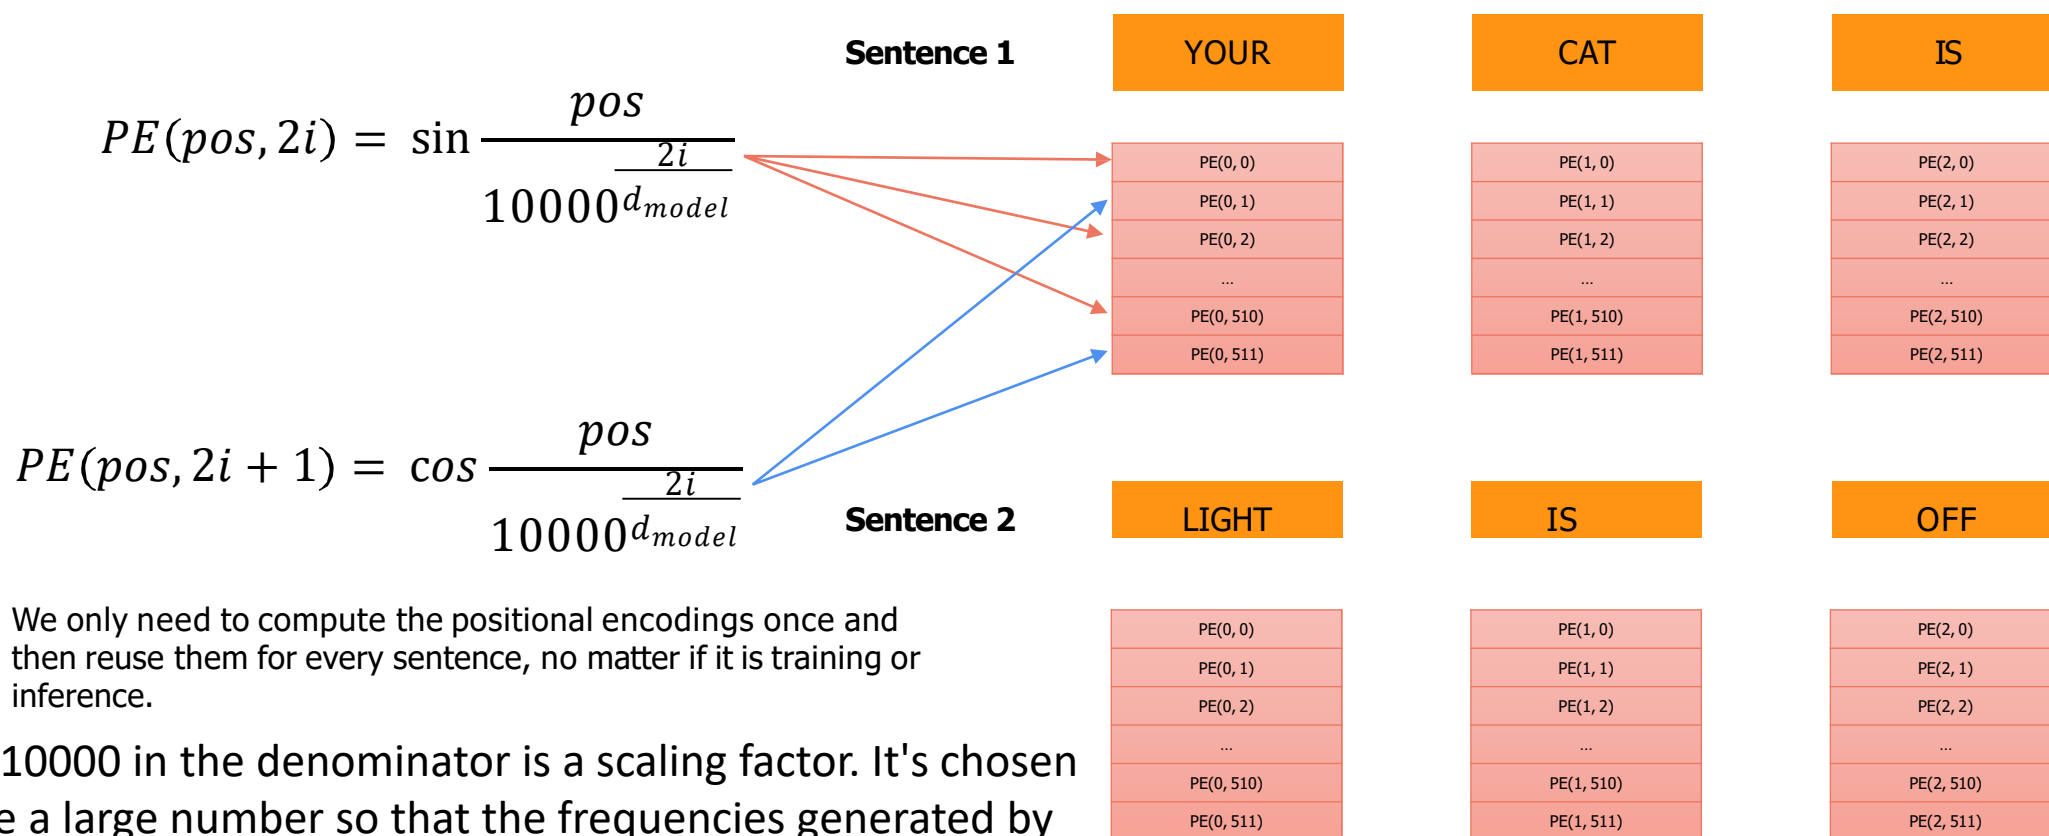 Sentence 1 YOUR CAT IS
PE(pos, 2i) = sin pos / 10000^(2i / d_model)
PE(0, 0) PE(1, 0) PE(2, 0)
PE(0, 1) PE(1, 1) PE(2, 1)
PE(0, 2) PE(1, 2) PE(2, 2)
... ... ...
PE(0, 510) PE(1, 510) PE(2, 510)
PE(0, 511) PE(1, 511) PE(2, 511)
PE(pos, 2i + 1) = cos pos / 10000^(2i / d_model)
Sentence 2 LIGHT IS OFF
PE(0, 0) PE(1, 0) PE(2, 0)
PE(0, 1) PE(1, 1) PE(2, 1)
PE(0, 2) PE(1, 2) PE(2, 2)
... ... ...
PE(0, 510) PE(1, 510) PE(2, 510)
PE(0, 511) PE(1, 511) PE(2, 511)
We only need to compute the positional encodings once and
then reuse them for every sentence, no matter if it is training or
inference.
10000 in the denominator is a scaling factor. It's chosen
a large number so that the frequencies generated by